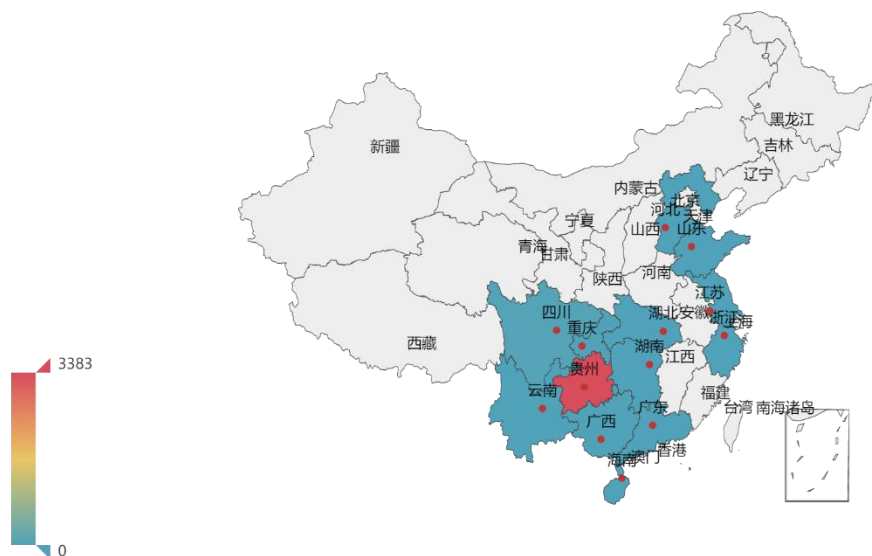 黑龙江
吉林
新疆
辽宁
内蒙古
北京
河北
天津
宁夏
山西
山东
青海
甘肃
河南
陕西
江苏
四川
湖北
安徽
浙江
上海
重庆
西藏
湖南
江西
3383
贵州
云南
福建
广东
台湾
南海诸岛
广西
香港
澳门
海南
0